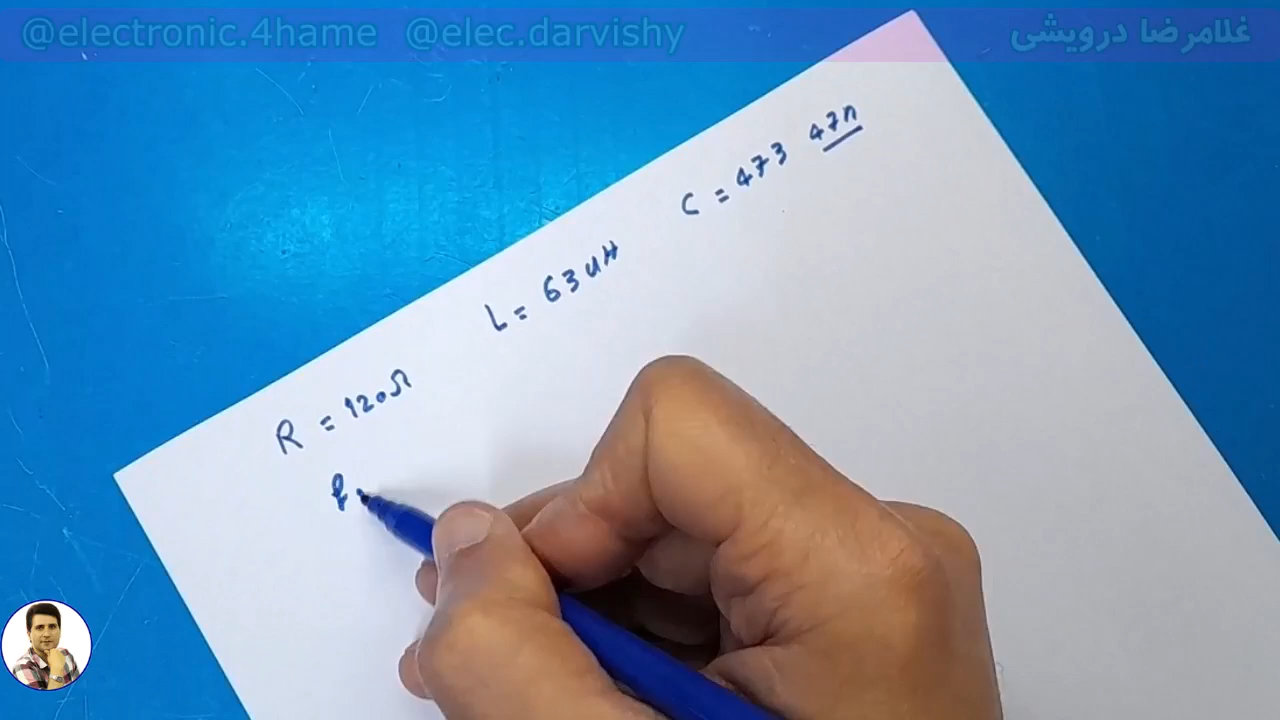 @electronic.4hame @elec.darvishy غلامرضا درویشی
R = 120Ω L = 63uH C = 473 47n
f